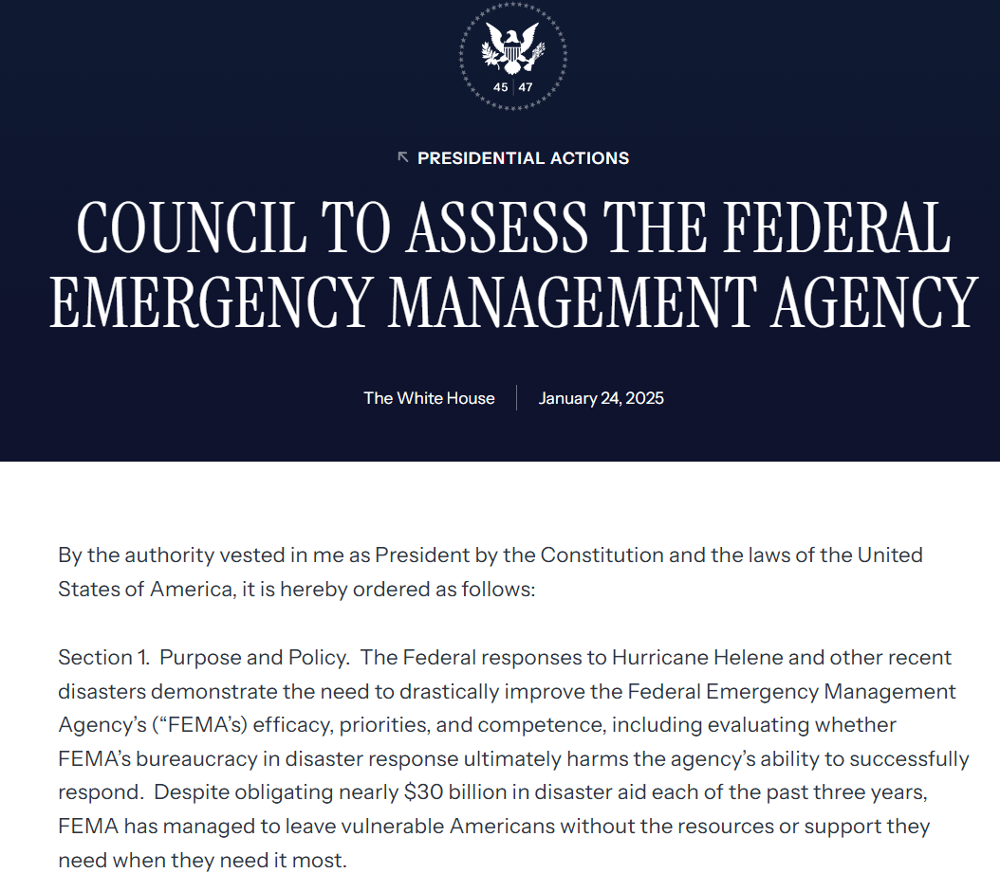 45 | 47
PRESIDENTIAL ACTIONS
COUNCIL TO ASSESS THE FEDERAL
EMERGENCY MANAGEMENT AGENCY
The White House | January 24, 2025
By the authority vested in me as President by the Constitution and the laws of the United
States of America, it is hereby ordered as follows:
Section 1.  Purpose and Policy.  The Federal responses to Hurricane Helene and other recent
disasters demonstrate the need to drastically improve the Federal Emergency Management
Agency’s (“FEMA’s) efficacy, priorities, and competence, including evaluating whether
FEMA’s bureaucracy in disaster response ultimately harms the agency’s ability to successfully
respond.  Despite obligating nearly $30 billion in disaster aid each of the past three years,
FEMA has managed to leave vulnerable Americans without the resources or support they
need when they need it most.